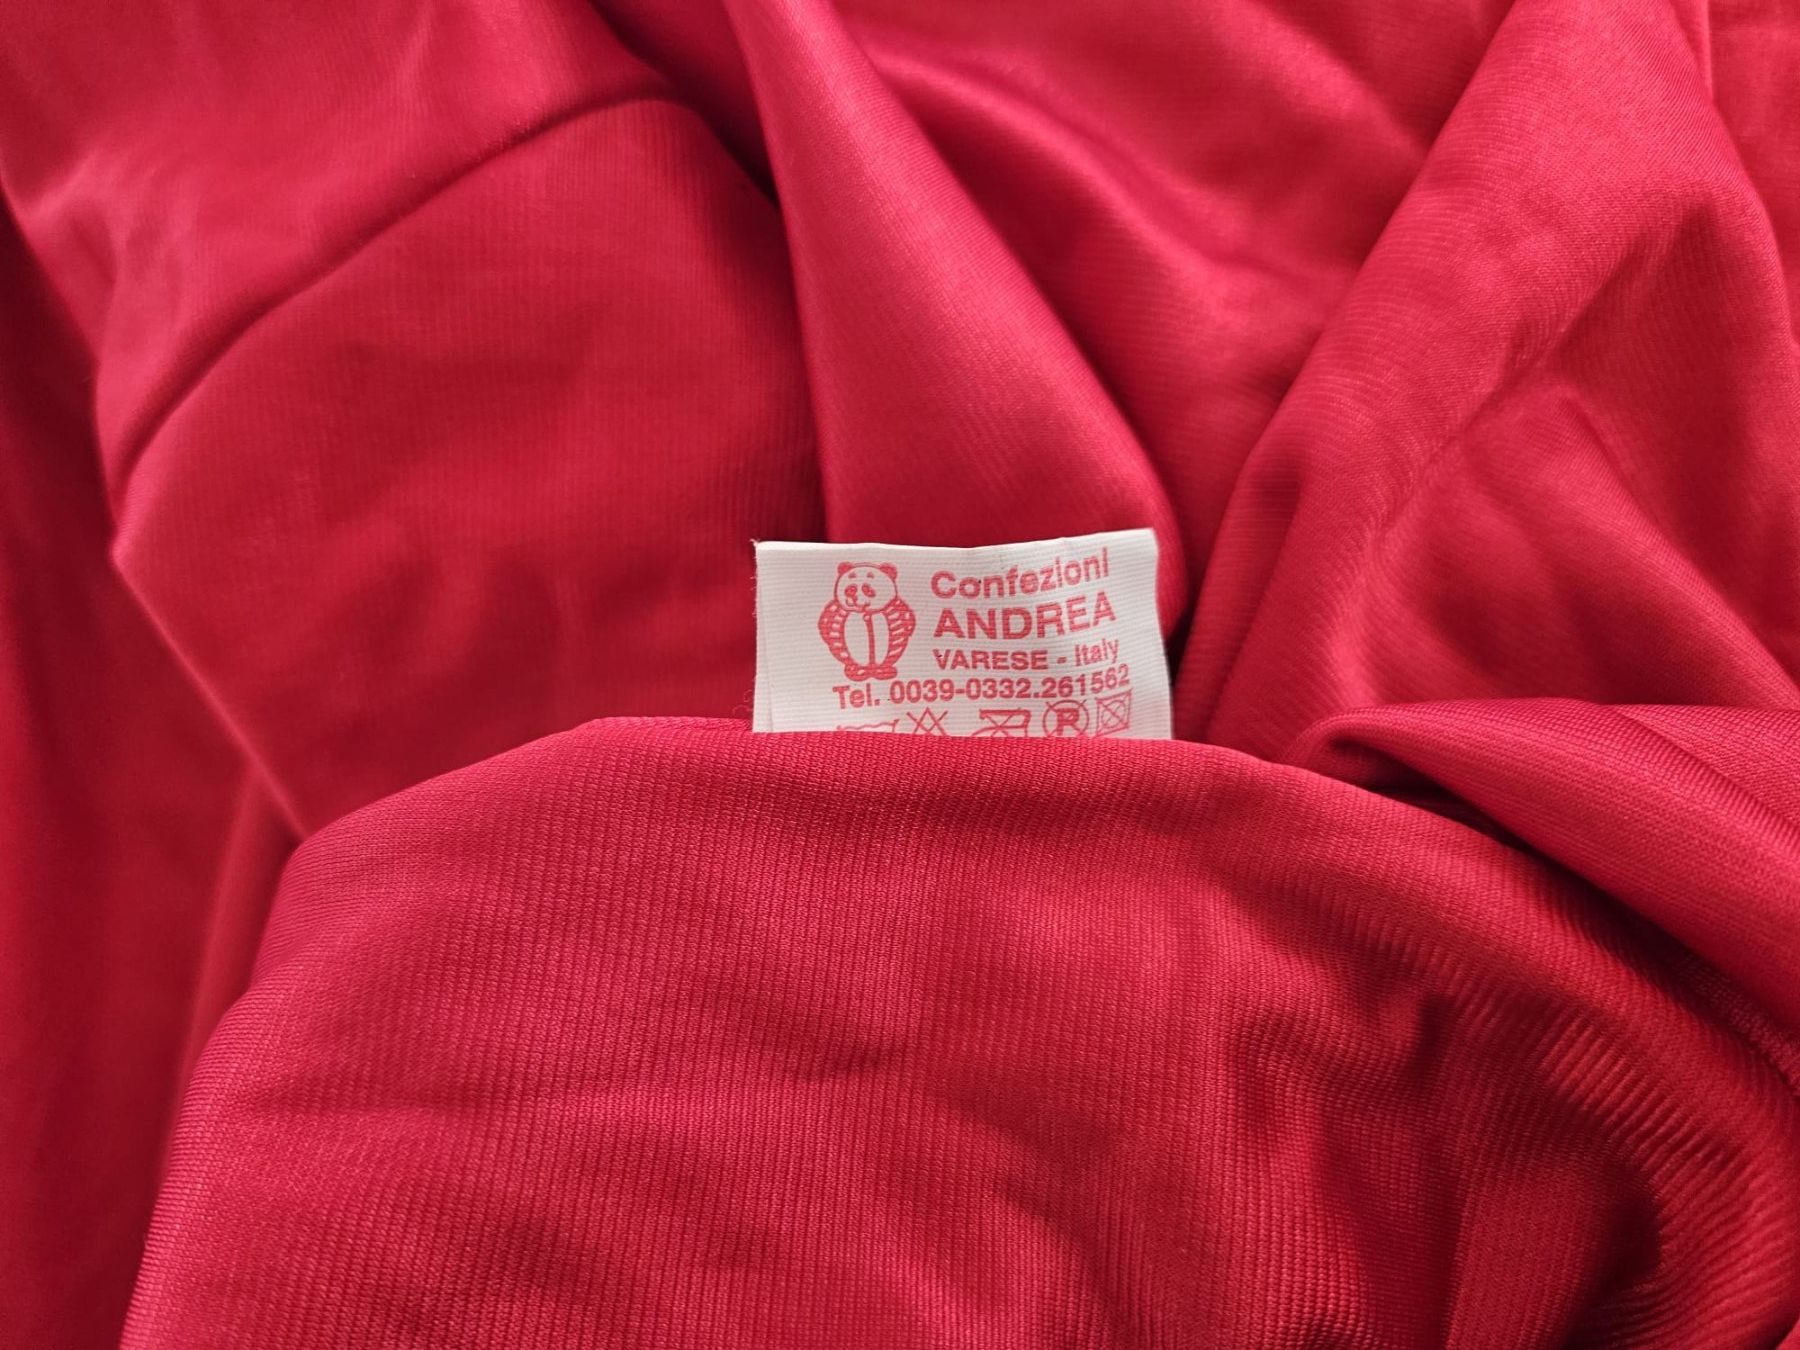 Confezioni
ANDREA
VARESE - Italy
Tel. 0039-0332.261562
R